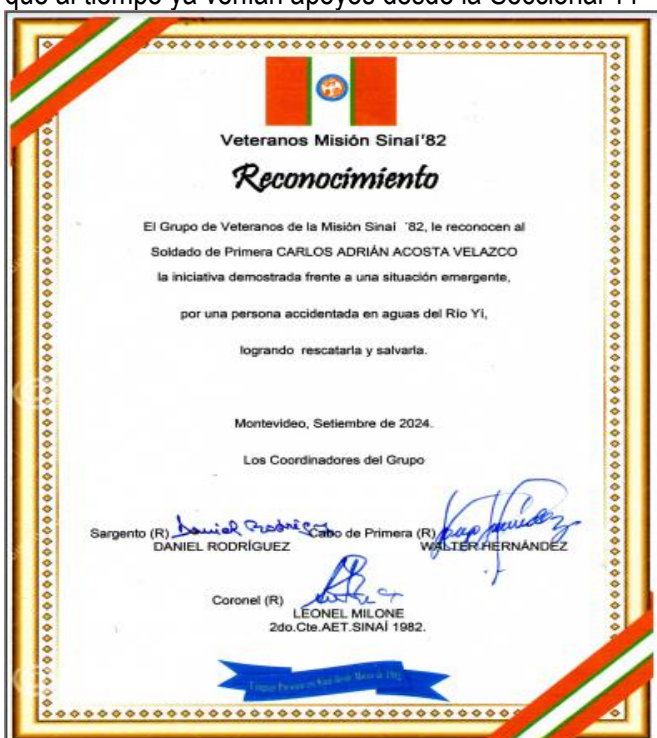 que al tiempo ya venían apoyos desde la Seccional 11
Veteranos Misión Sinaí'82
Reconocimiento
El Grupo de Veteranos de la Misión Sinaí ´82, le reconocen al
Soldado de Primera CARLOS ADRIÁN ACOSTA VELAZCO
la iniciativa demostrada frente a una situación emergente,
por una persona accidentada en aguas del Río Yí,
logrando rescatarla y salvarla.
Montevideo, Setiembre de 2024.
Los Coordinadores del Grupo
Sargento (R) Daniel Rodríguez Cabo de Primera (R)
DANIEL RODRÍGUEZ WALTER HERNÁNDEZ
Coronel (R)
LEONEL MILONE
2do.Cte.AET.SINAÍ 1982.
de 1982